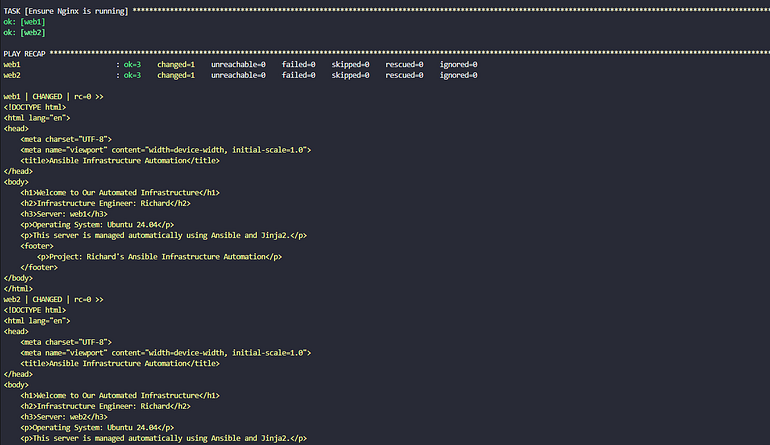 TASK [Ensure Nginx is running] ****************************************************************************************************************************************************
ok: [web1]
ok: [web2]
PLAY RECAP ************************************************************************************************************************************************************************
web1                       : ok=3    changed=1    unreachable=0    failed=0    skipped=0    rescued=0    ignored=0
web2                       : ok=3    changed=1    unreachable=0    failed=0    skipped=0    rescued=0    ignored=0
web1 | CHANGED | rc=0 >>
<!DOCTYPE html>
<html lang="en">
<head>
    <meta charset="UTF-8">
    <meta name="viewport" content="width=device-width, initial-scale=1.0">
    <title>Ansible Infrastructure Automation</title>
</head>
<body>
    <h1>Welcome to Our Automated Infrastructure</h1>
    <h2>Infrastructure Engineer: Richard</h2>
    <h3>Server: web1</h3>
    <p>Operating System: Ubuntu 24.04</p>
    <p>This server is managed automatically using Ansible and Jinja2.</p>
    <footer>
        <p>Project: Richard's Ansible Infrastructure Automation</p>
    </footer>
</body>
</html>
web2 | CHANGED | rc=0 >>
<!DOCTYPE html>
<html lang="en">
<head>
    <meta charset="UTF-8">
    <meta name="viewport" content="width=device-width, initial-scale=1.0">
    <title>Ansible Infrastructure Automation</title>
</head>
<body>
    <h1>Welcome to Our Automated Infrastructure</h1>
    <h2>Infrastructure Engineer: Richard</h2>
    <h3>Server: web2</h3>
    <p>Operating System: Ubuntu 24.04</p>
    <p>This server is managed automatically using Ansible and Jinja2.</p>